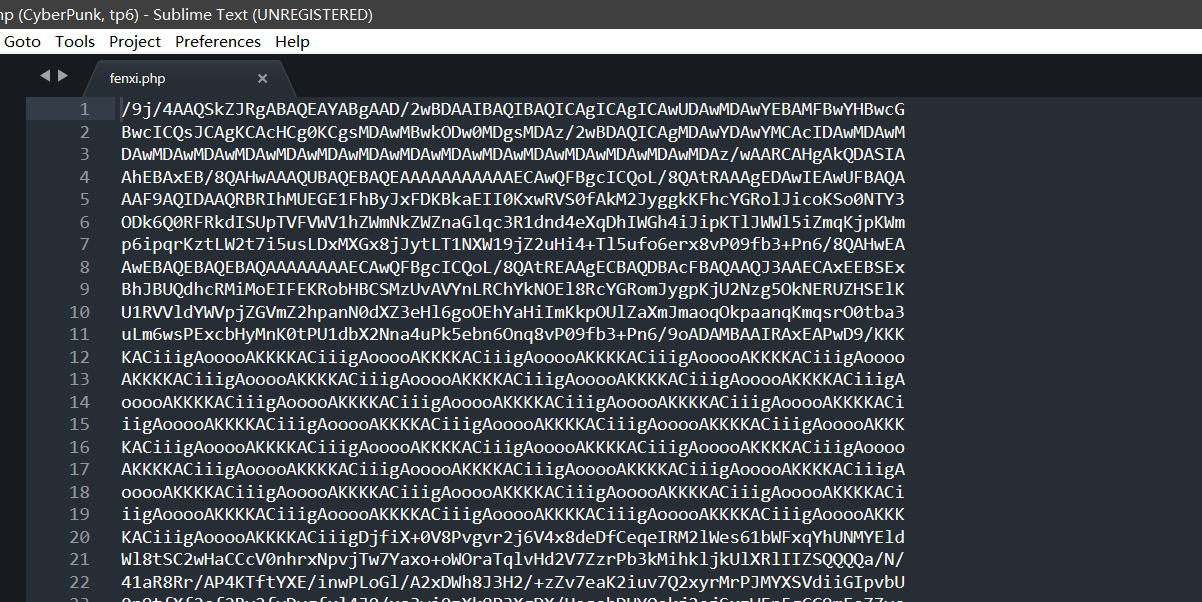 np (CyberPunk, tp6) - Sublime Text (UNREGISTERED)
Goto Tools Project Preferences Help
fenxi.php
1 /9j/4AAQSkZJRgABAQEAYABgAAD/2wBDAAIBAQIBAQICAgICAgICAwUDAwMDAwYEBAMFBwYHBwcG
2 BwcICQsJCAgKCAcHCg0KCgsMDAwMBwkODw0MDgsMDAz/2wBDAQICAgMDAwYDAwYMCAcIDAwMDAwM
3 DAwMDAwMDAwMDAwMDAwMDAwMDAwMDAwMDAwMDAwMDAwMDAwMDAwMDAwMDAz/wAARCAHgAkQDASIA
4 AhEBAxEB/8QAHwAAAQUBAQEBAQEAAAAAAAAAAAECAwQFBgcICQoL/8QAtRAAAgEDAwIEAwUFBAQA
5 AAF9AQIDAAQRBRIhMUEGE1FhByJxFDKBkaEII0KxwRVS0fAkM2JyggkKFhcYGRolJicoKSo0NTY3
6 ODk6Q0RFRkdISUpTVFVWV1hZWmNkZWZnaGlqc3R1dnd4eXqDhIWGh4iJipKTlJWWl5iZmqKjpKWm
7 p6ipqrKztLW2t7i5usLDxMXGx8jJytLT1NXW19jZ2uHi4+Tl5ufo6erx8vP09fb3+Pn6/8QAHwEA
8 AwEBAQEBAQEBAQAAAAAAAAECAwQFBgcICQoL/8QAtREAAgECBAQDBAcFBAQAAQJ3AAECAxEEBSEx
9 BhJBUQdhcRMiMoEIFEKRobHBCSMzUvAVYnLRChYkNOEl8RcYGRomJygpKjU2Nzg5OkNERUZHSElK
10 U1RVVldYWVpjZGVmZ2hpanN0dXZ3eHl6goOEhYaHiImKkpOUlZaXmJmaoqOkpaanqKmqsrO0tba3
11 uLm6wsPExcbHyMnK0tPU1dbX2Nna4uPk5ebn6Onq8vP09fb3+Pn6/9oADAMBAAIRAxEAPwD9/KKK
12 KACiiigAooooAKKKKACiiigAooooAKKKKACiiigAooooAKKKKACiiigAooooAKKKKACiiigAoooo
13 AKKKKACiiigAooooAKKKKACiiigAooooAKKKKACiiigAooooAKKKKACiiigAooooAKKKKACiiigA
14 ooooAKKKKACiiigAooooAKKKKACiiigAooooAKKKKACiiigAooooAKKKKACiiigAooooAKKKKACi
15 iigAooooAKKKKACiiigAooooAKKKKACiiigAooooAKKKKACiiigAooooAKKKKACiiigAooooAKKK
16 KACiiigAooooAKKKKACiiigAooooAKKKKACiiigAooooAKKKKACiiigAooooAKKKKACiiigAoooo
17 AKKKKACiiigAooooAKKKKACiiigAooooAKKKKACiiigAooooAKKKKACiiigAooooAKKKKACiiigA
18 ooooAKKKKACiiigAooooAKKKKACiiigAooooAKKKKACiiigAooooAKKKKACiiigAooooAKKKKACi
19 iigAooooAKKKKACiiigAooooAKKKKACiiigAooooAKKKKACiiigAooooAKKKKACiiigAooooAKKK
20 KACiiigAooooAKKKKACiiigDjfiX+0V8Pvgvr2j6V4x8deDfCeqeIRM2lWes61bWFxqYhUNMYEld
21 Wl8tSC2wHaCCcV0nhrxNpvjTw7Yaxo+oWOraTqlvHd2V7ZzrPb3kMihkljkUlXRlIIZSQQQQa/N/
22 41aR8Rr/AP4KTftYXE/inwPLoGl/A2xDWh8J3H2/+zZv7eaK2iuv7Q2xyrMrPJMYXSVdiiGIpvbU
23